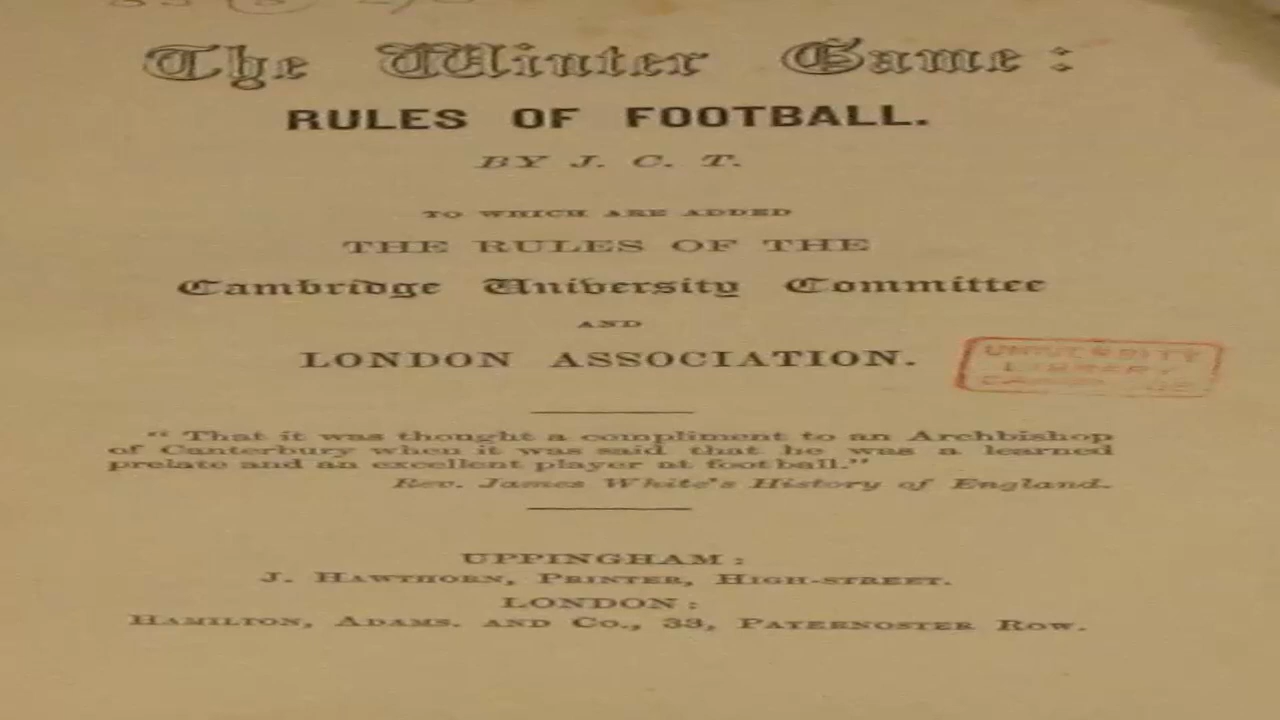 The Winter Game:
RULES OF FOOTBALL.
BY J. C. T.
TO WHICH ARE ADDED
THE RULES OF THE
Cambridge University Committee
AND
LONDON ASSOCIATION.
UNIVERSITY
LIBRARY
"That it was thought a compliment to an Archbishop
of Canterbury when it was said that he was a learned
prelate and an excellent player at football."
Rev. James White's History of England.
UPPINGHAM:
J. HAWTHORN, PRINTER, HIGH-STREET.
LONDON:
HAMILTON, ADAMS. AND CO., 33, PATERNOSTER ROW.